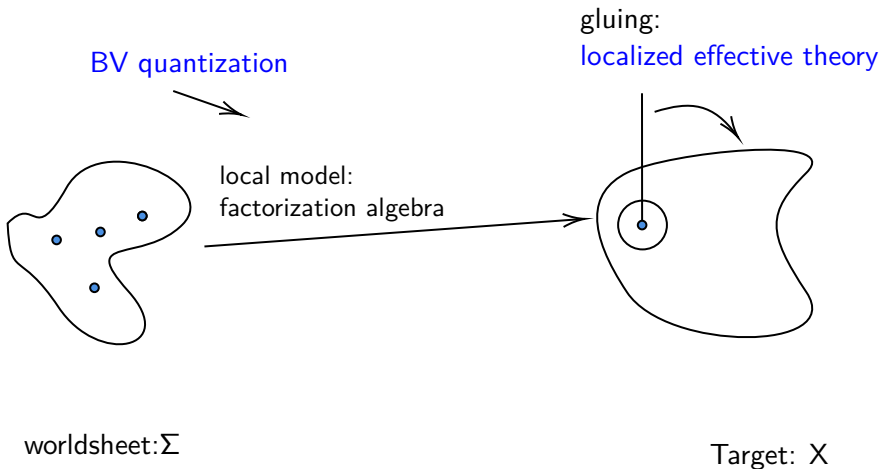 gluing:
localized effective theory
BV quantization
local model:
factorization algebra
worldsheet:Σ
Target: X